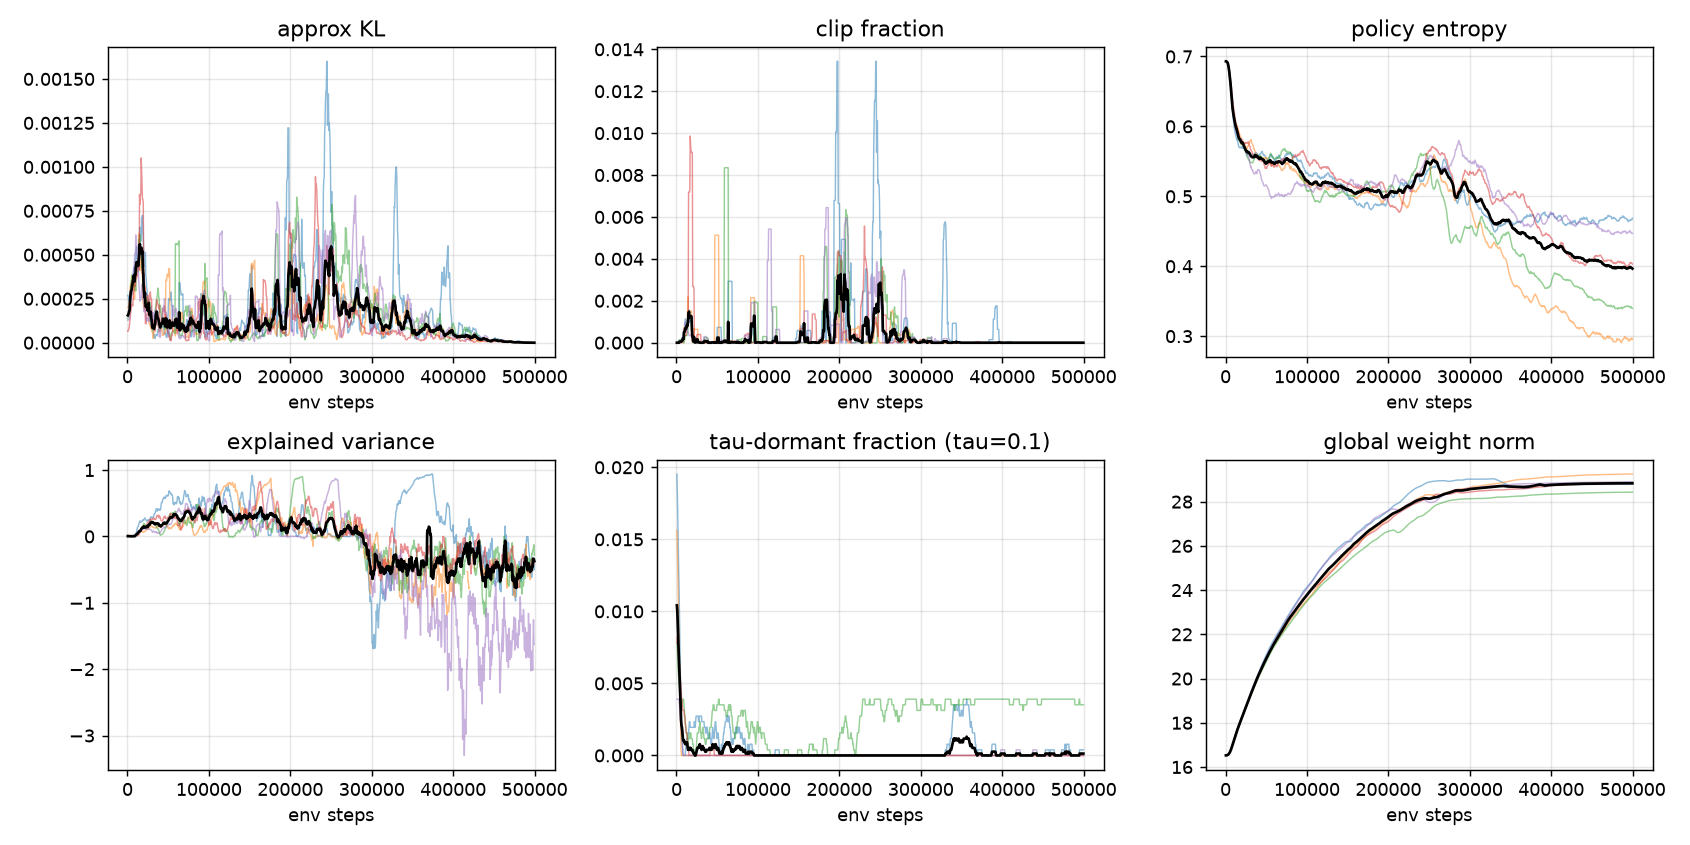 approx KL
0.00150
0.00125
0.00100
0.00075
0.00050
0.00025
0.00000
0 100000 200000 300000 400000 500000
env steps
clip fraction
0.014
0.012
0.010
0.008
0.006
0.004
0.002
0.000
0 100000 200000 300000 400000 500000
env steps
policy entropy
0.7
0.6
0.5
0.4
0.3
0 100000 200000 300000 400000 500000
env steps
explained variance
1
0
−1
−2
−3
0 100000 200000 300000 400000 500000
env steps
tau-dormant fraction (tau=0.1)
0.020
0.015
0.010
0.005
0.000
0 100000 200000 300000 400000 500000
env steps
global weight norm
28
26
24
22
20
18
16
0 100000 200000 300000 400000 500000
env steps